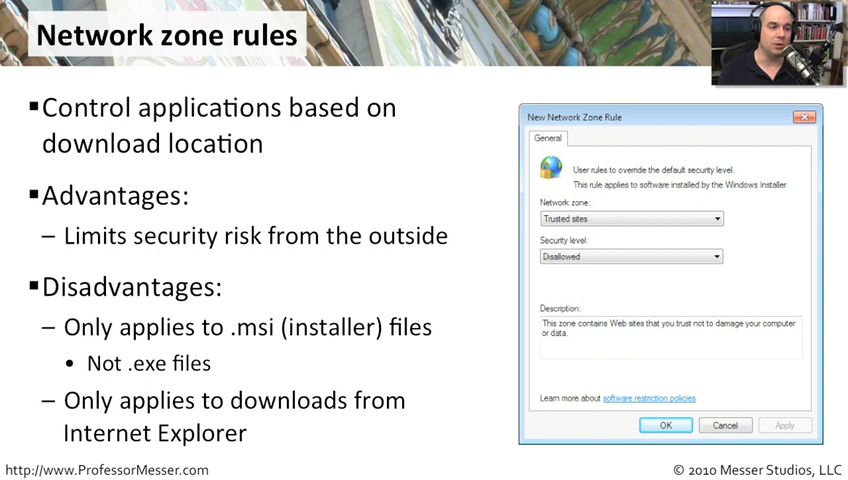 Network zone rules
▪Control applications based on
download location
▪Advantages:
– Limits security risk from the outside
▪Disadvantages:
– Only applies to .msi (installer) files
• Not .exe files
– Only applies to downloads from
Internet Explorer
New Network Zone Rule
General
User rules to override the default security level.
This rule applies to software installed by the Windows Installer.
Network zone:
Trusted sites
Security level:
Disallowed
Description:
This zone contains Web sites that you trust not to damage your computer
or data.
Learn more about software restriction policies
OK Cancel Apply
http://www.ProfessorMesser.com
© 2010 Messer Studios, LLC